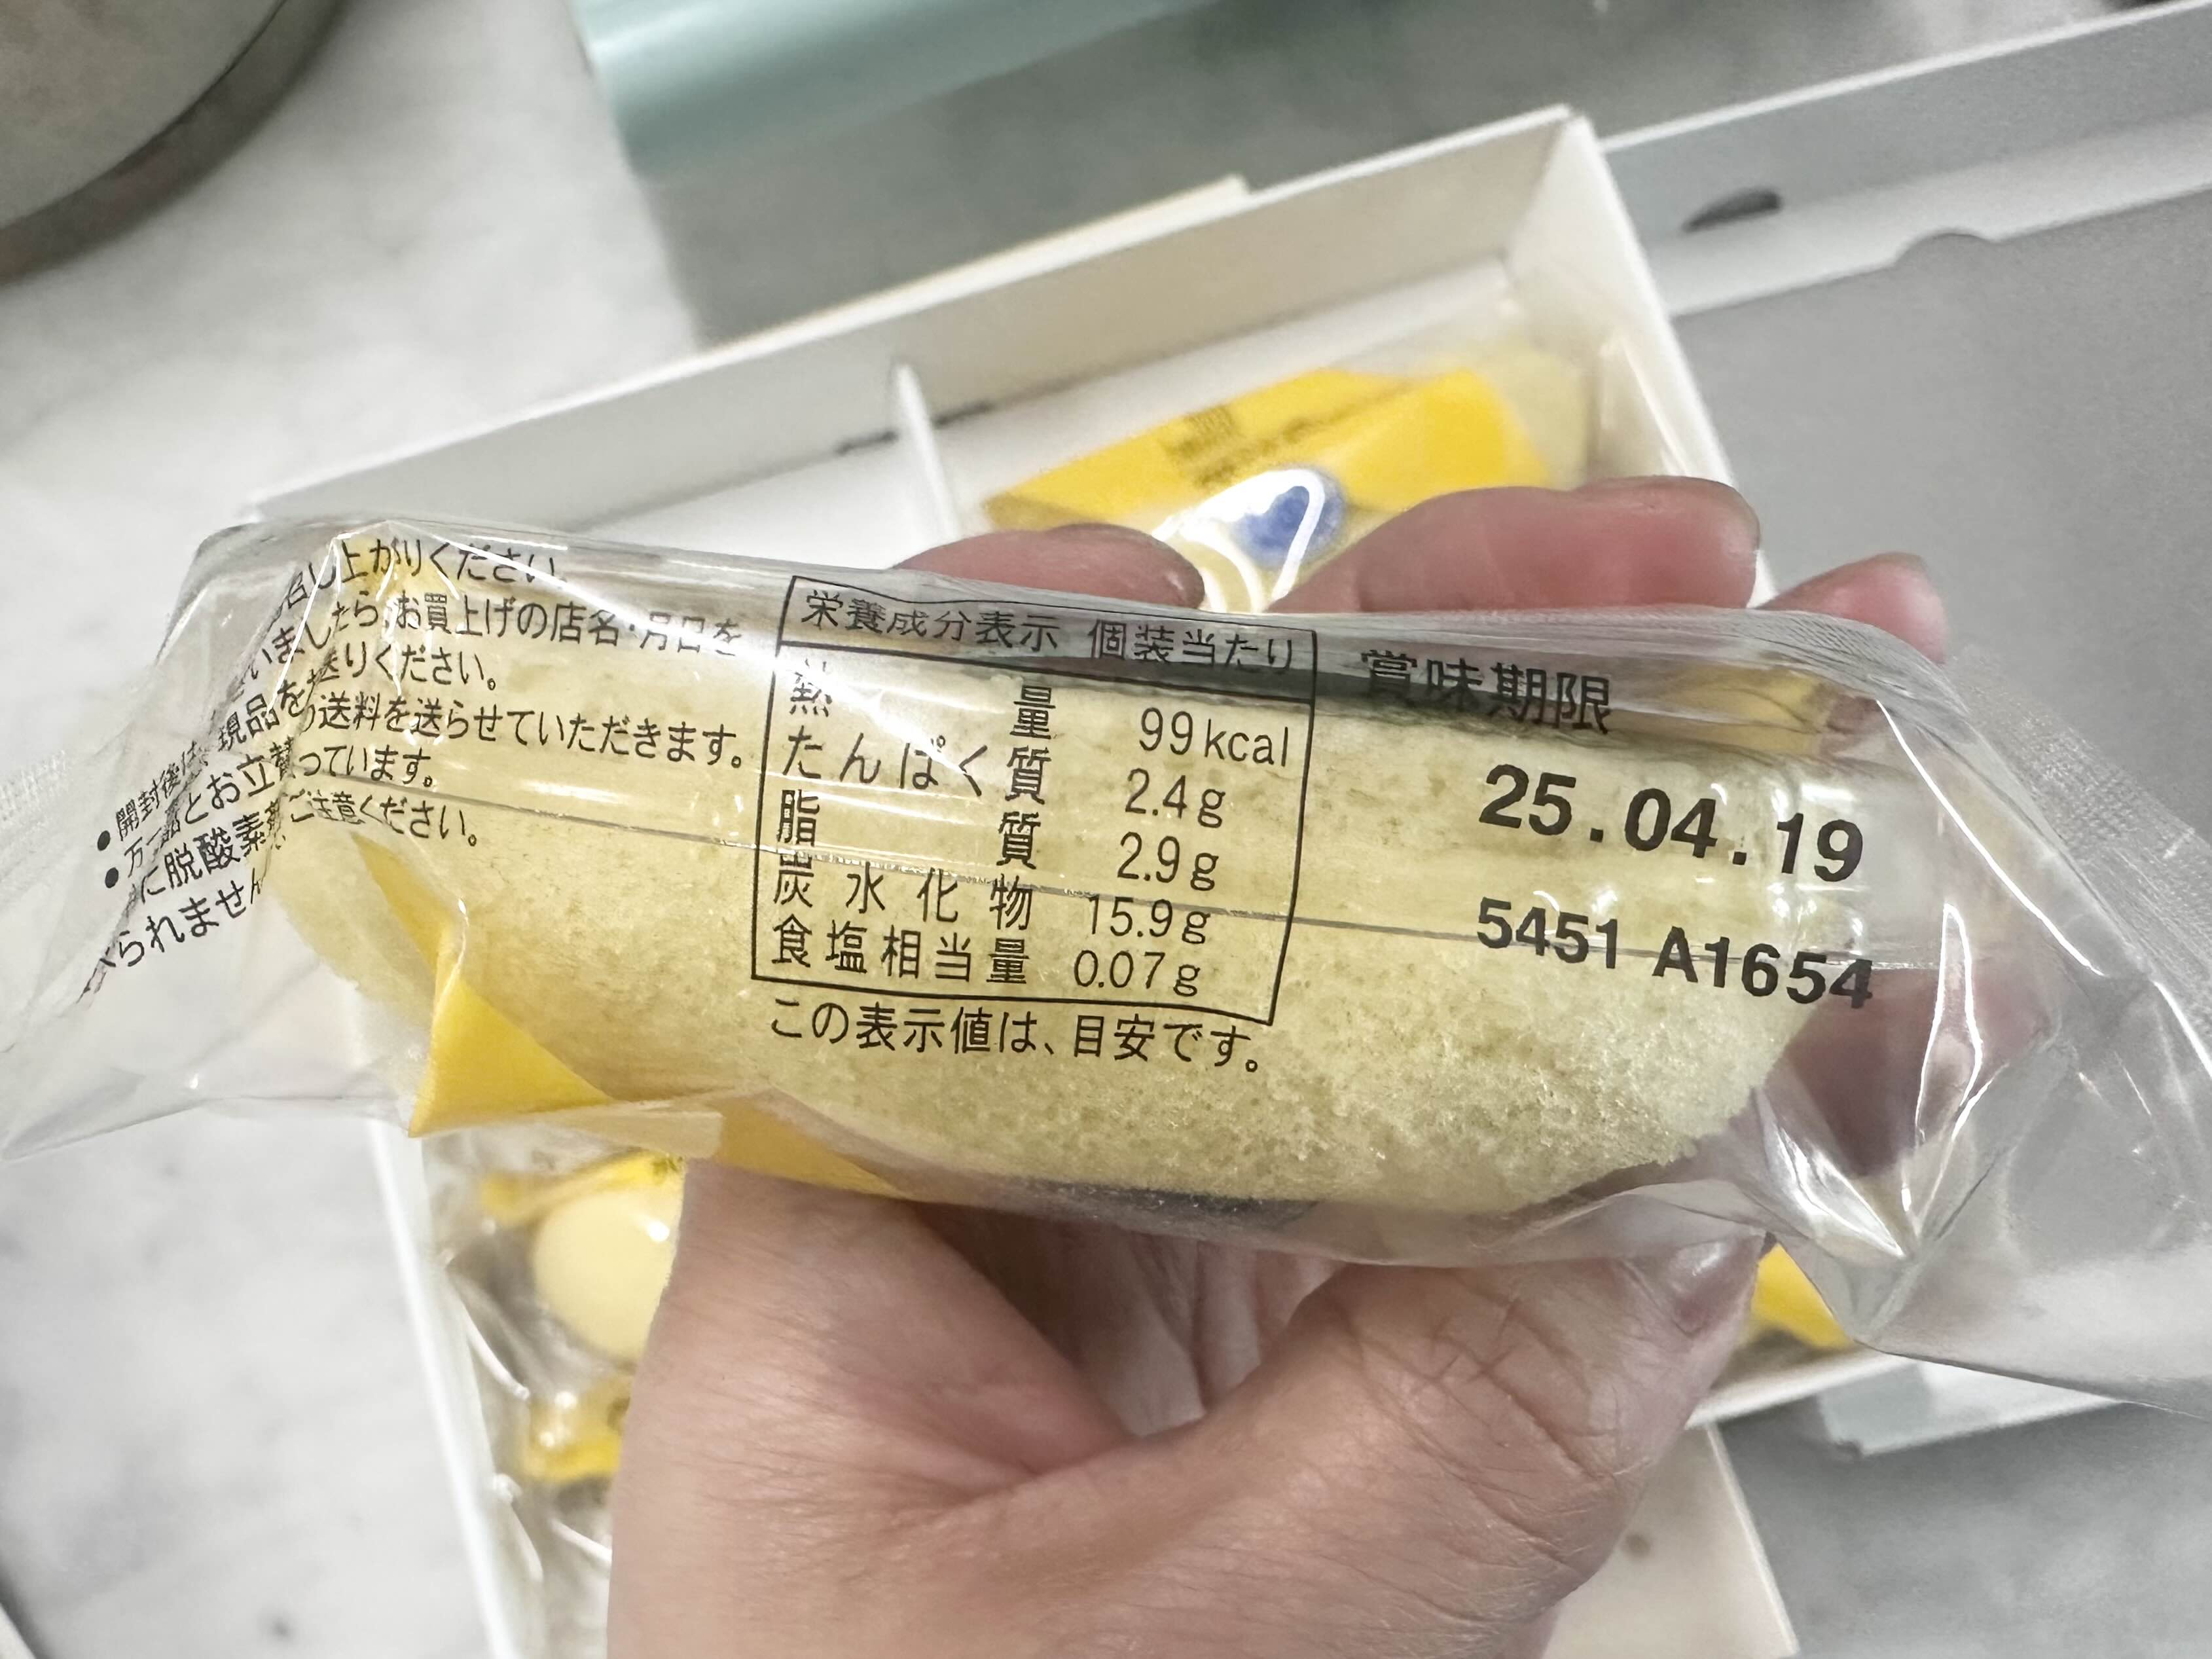 召し上がりください。
いましたら、お買上げの店名・月日を
現品をお送りください。
送料を送らせていただきます。
●開封後は、
●万一品
とお立
っています。
に脱酸素剤
ご注意ください。
べられません
栄養成分表示 個装当たり
熱量 99kcal
たんぱく質 2.4g
脂質 2.9g
炭水化物 15.9g
食塩相当量 0.07g
この表示値は、目安です。
賞味期限
25.04.19
5451 A1654